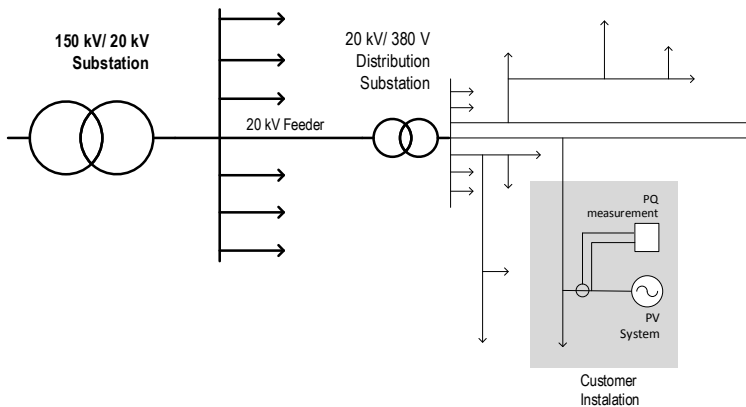 150 kV/ 20 kV
Substation
20 kV/ 380 V
Distribution
Substation
20 kV Feeder
PQ
measurement
PV
System
Customer
Instalation